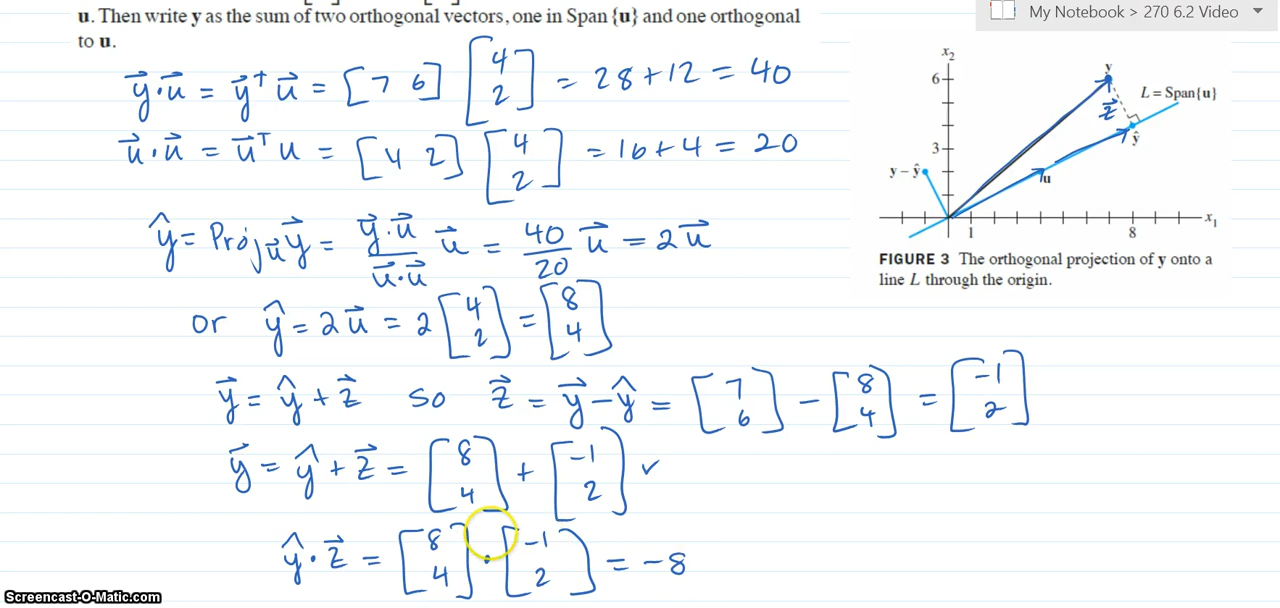 u. Then write y as the sum of two orthogonal vectors, one in Span {u} and one orthogonal
to u.
My Notebook > 270 6.2 Video
y⃗·u⃗ = y⃗ᵀu⃗ = [7 6] [4 2] = 28+12 = 40
u⃗·u⃗ = u⃗ᵀu = [4 2] [4 2] = 16+4 = 20
ŷ = Proj u⃗ y⃗ = y⃗·u⃗ / u⃗·u⃗ u⃗ = 40/20 u⃗ = 2u⃗
or ŷ = 2u⃗ = 2 [4 2] = [8 4]
y⃗ = ŷ + z⃗ so z⃗ = y⃗ − ŷ = [7 6] − [8 4] = [-1 2]
y⃗ = ŷ + z⃗ = [8 4] + [-1 2] ✓
ŷ·z⃗ = [8 4] · [-1 2] = -8
x₂
6
y
L = Span{u}
z⃗
3
ŷ
y − ŷ
u
x₁
1
8
FIGURE 3 The orthogonal projection of y onto a
line L through the origin.
Screencast-O-Matic.com